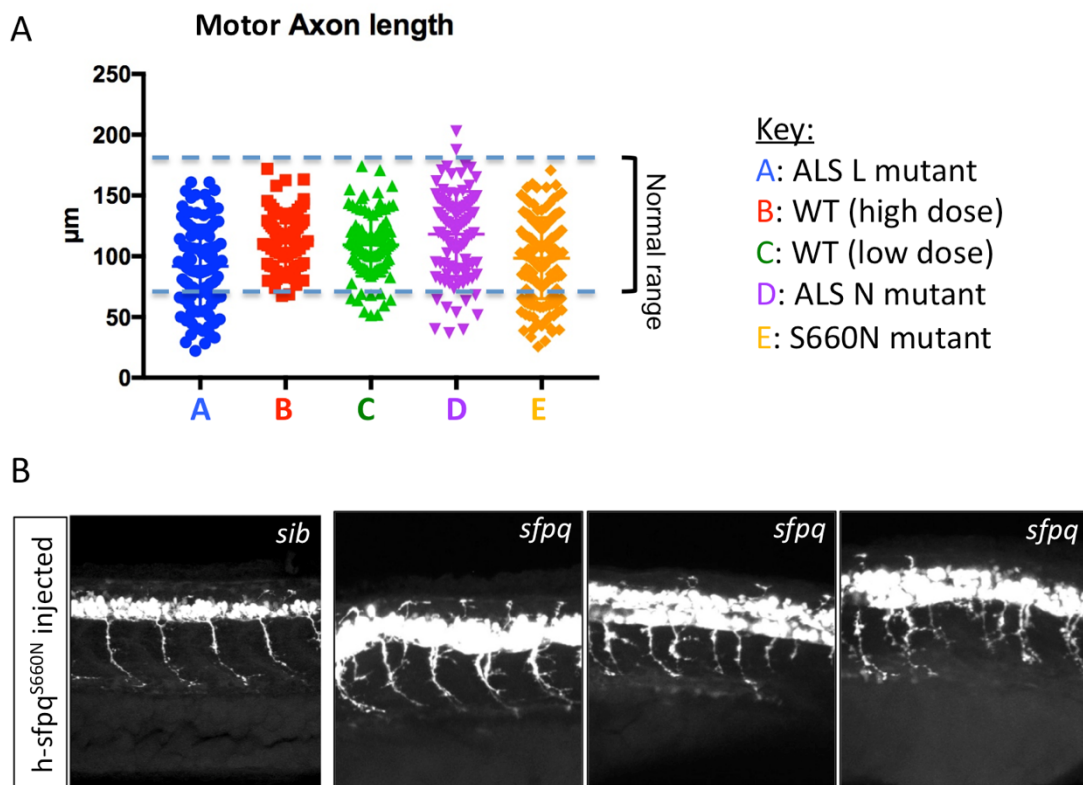 A
Motor Axon length
250
200
150
100
50
0
µm
A B C D E
Normal range
Key:
A: ALS L mutant
B: WT (high dose)
C: WT (low dose)
D: ALS N mutant
E: S660N mutant
B
h-sfpqS660N injected
sib
sfpq
sfpq
sfpq